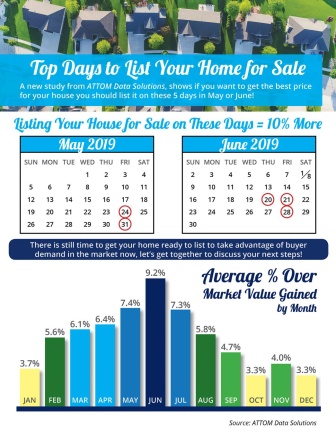 Top Days to List Your Home for Sale
A new study from ATTOM Data Solutions, shows if you want to get the best price
for your house you should list it on these 5 days in May or June!
Listing Your House for Sale on These Days = 10% More
May 2019
SUN MON TUE WED THU FRI SAT
1 2 3 4
5 6 7 8 9 10 11
12 13 14 15 16 17 18
19 20 21 22 23 24 25
26 27 28 29 30 31
June 2019
SUN MON TUE WED THU FRI SAT
2 3 4 5 6 7 1/8
9 10 11 12 13 14 15
16 17 18 19 20 21 22
23 24 25 26 27 28 29
30
There is still time to get your home ready to list to take advantage of buyer
demand in the market now, let's get together to discuss your next steps!
Average % Over
Market Value Gained
by Month
3.7% 5.6% 6.1% 6.4% 7.4% 9.2% 7.3% 5.8% 4.7% 3.3% 4.0% 3.3%
JAN FEB MAR APR MAY JUN JUL AUG SEP OCT NOV DEC
Source: ATTOM Data Solutions